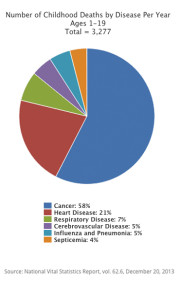 Number of Childhood Deaths by Disease Per Year
Ages 1–19
Total = 3,277
Cancer: 58%
Heart Disease: 21%
Respiratory Disease: 7%
Cerebrovascular Disease: 5%
Influenza and Pneumonia: 5%
Septicemia: 4%
Source: National Vital Statistics Report, vol. 62.6, December 20, 2013